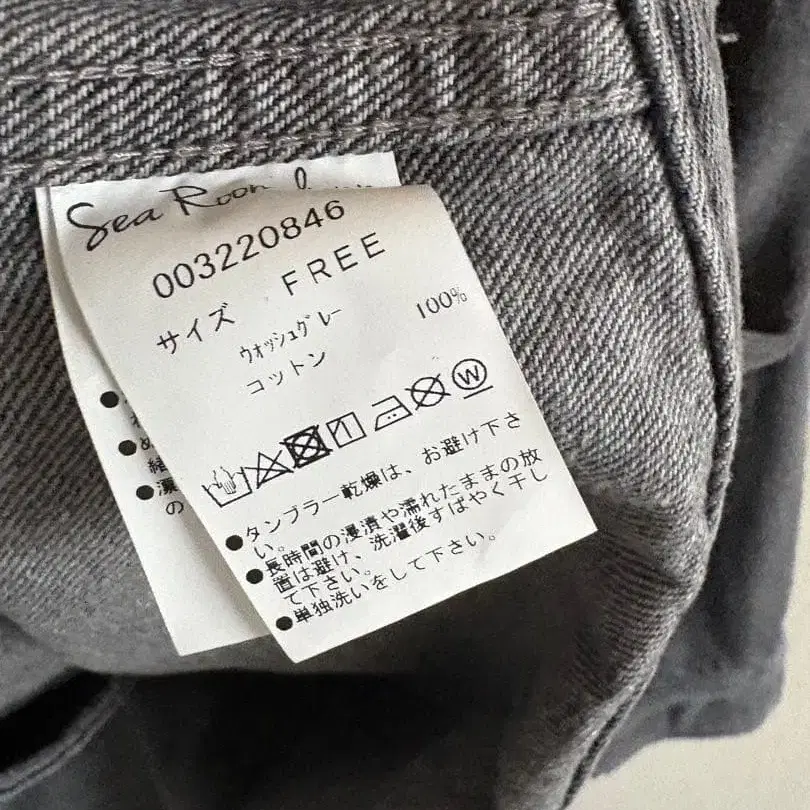 Sea Room
003220846
サイズ FREE
ウォッシュグレー
コットン 100%
W
●タンブラー乾燥は、お避け下さ
い。
●長時間の浸漬や濡れたままの放
置は避け、洗濯後すばやく干し
て下さい。
●単独洗いをして下さい。